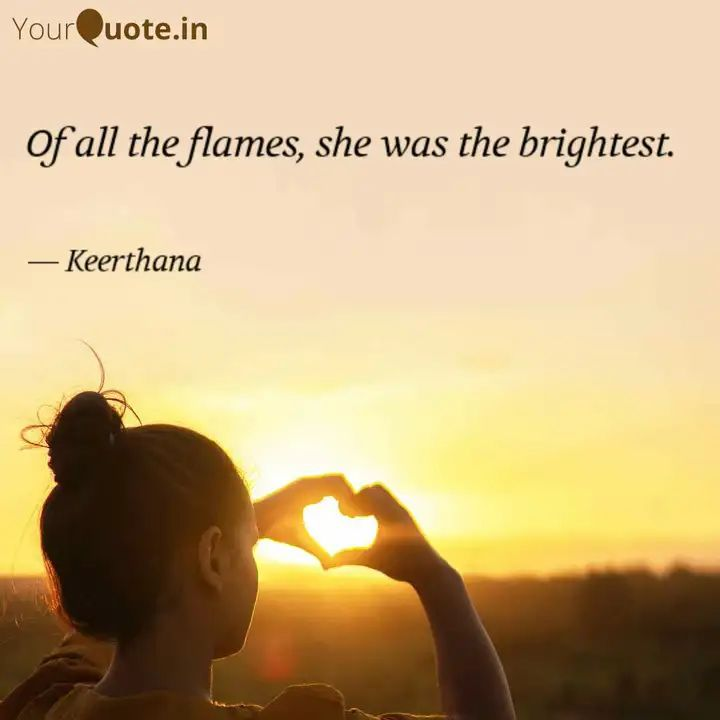 YourQuote.in
Of all the flames, she was the brightest.
— Keerthana